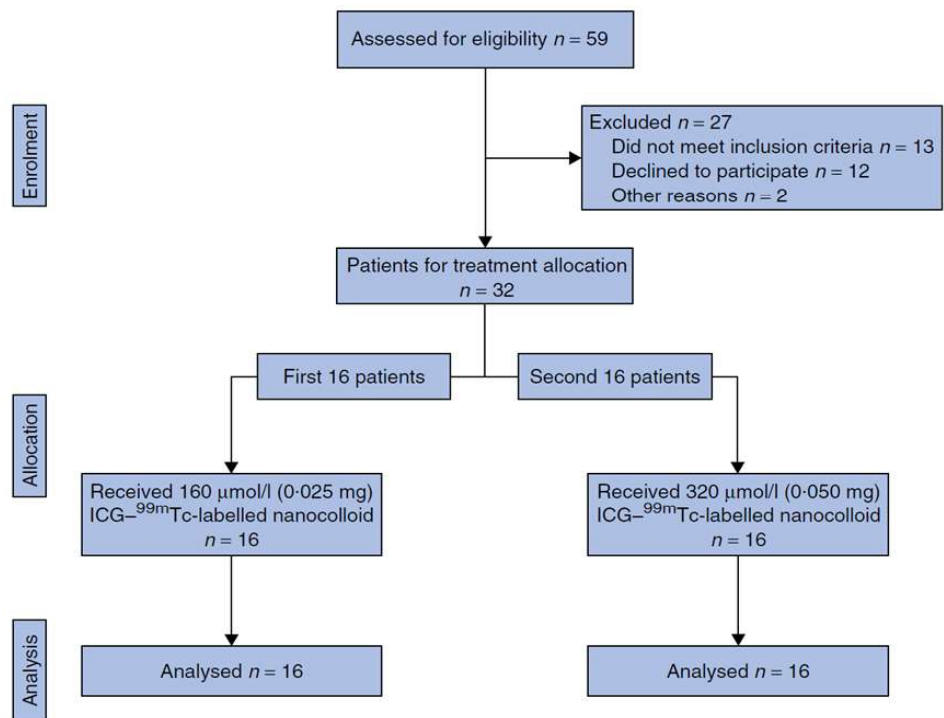 Assessed for eligibility n = 59
Enrolment
Excluded n = 27
Did not meet inclusion criteria n = 13
Declined to participate n = 12
Other reasons n = 2
Patients for treatment allocation
n = 32
First 16 patients
Second 16 patients
Allocation
Received 160 μmol/l (0·025 mg)
ICG–99mTc-labelled nanocolloid
n = 16
Received 320 μmol/l (0·050 mg)
ICG–99mTc-labelled nanocolloid
n = 16
Analysis
Analysed n = 16
Analysed n = 16